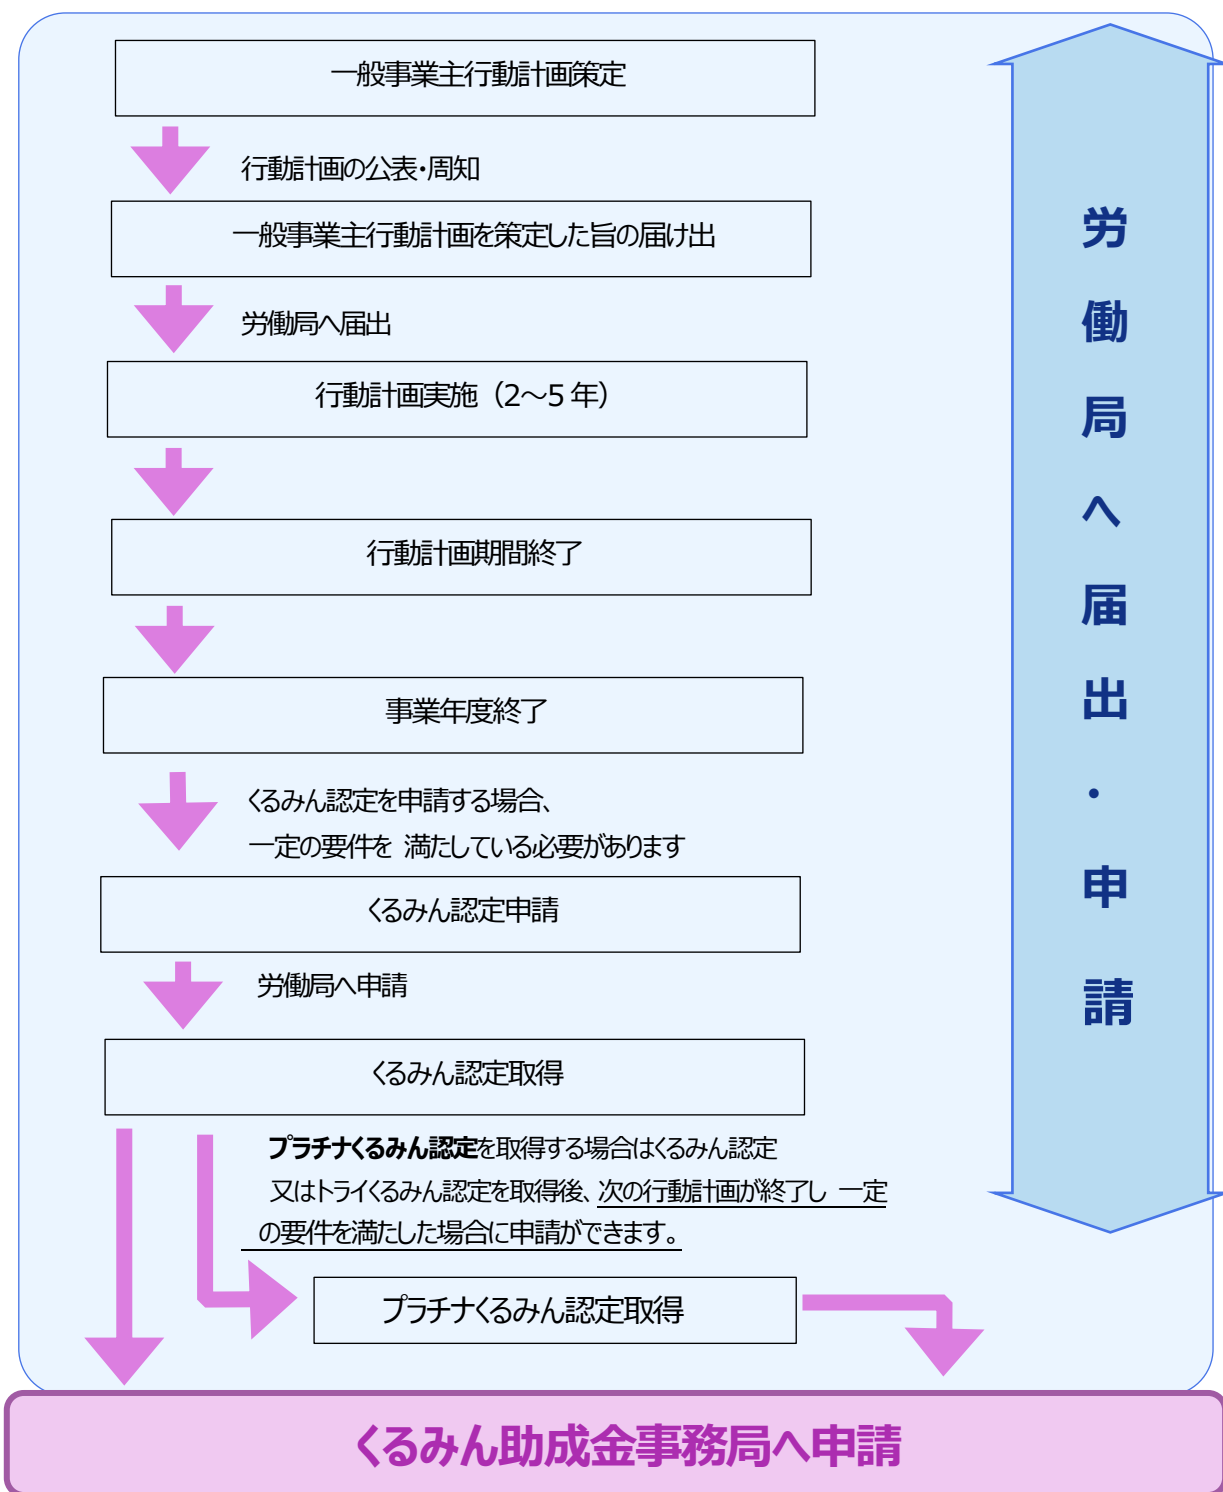 一般事業主行動計画策定
行動計画の公表・周知
一般事業主行動計画を策定した旨の届け出
労働局へ届出
行動計画実施（2～5年）
行動計画期間終了
事業年度終了
くるみん認定を申請する場合、
一定の要件を 満たしている必要があります
くるみん認定申請
労働局へ申請
くるみん認定取得
プラチナくるみん認定を取得する場合はくるみん認定
又はトライくるみん認定を取得後、次の行動計画が終了し 一定
の要件を満たした場合に申請ができます。
プラチナくるみん認定取得
労働局へ届出・申請
くるみん助成金事務局へ申請